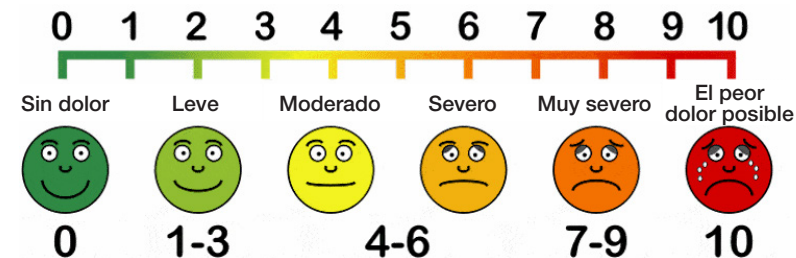 0 1 2 3 4 5 6 7 8 9 10
Sin dolor Leve Moderado Severo Muy severo El peor
dolor posible
0 1-3 4-6 7-9 10